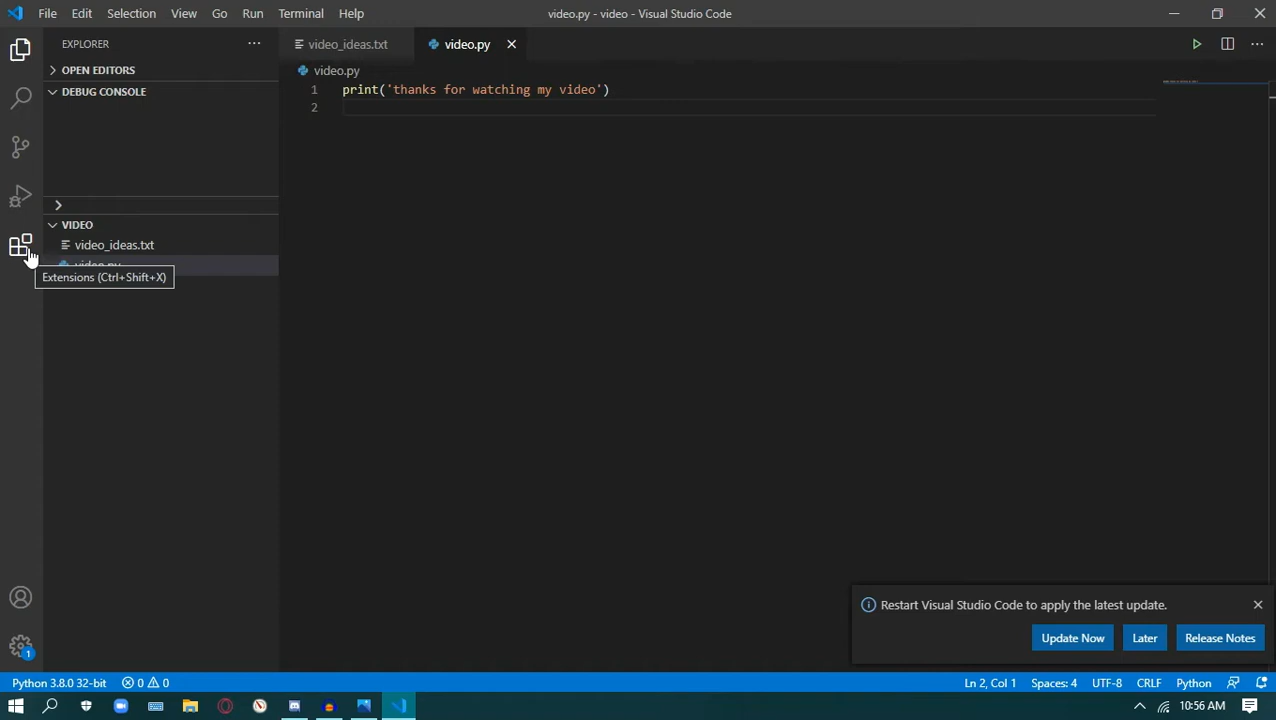 File Edit Selection View Go Run Terminal Help
video.py - video - Visual Studio Code
EXPLORER
video_ideas.txt
video.py
OPEN EDITORS
video.py
DEBUG CONSOLE
1 print('thanks for watching my video')
2
VIDEO
video_ideas.txt
video.py
Extensions (Ctrl+Shift+X)
Restart Visual Studio Code to apply the latest update.
Update Now Later Release Notes
1
Python 3.8.0 32-bit 0 0 Ln 2, Col 1 Spaces: 4 UTF-8 CRLF Python
10:56 AM